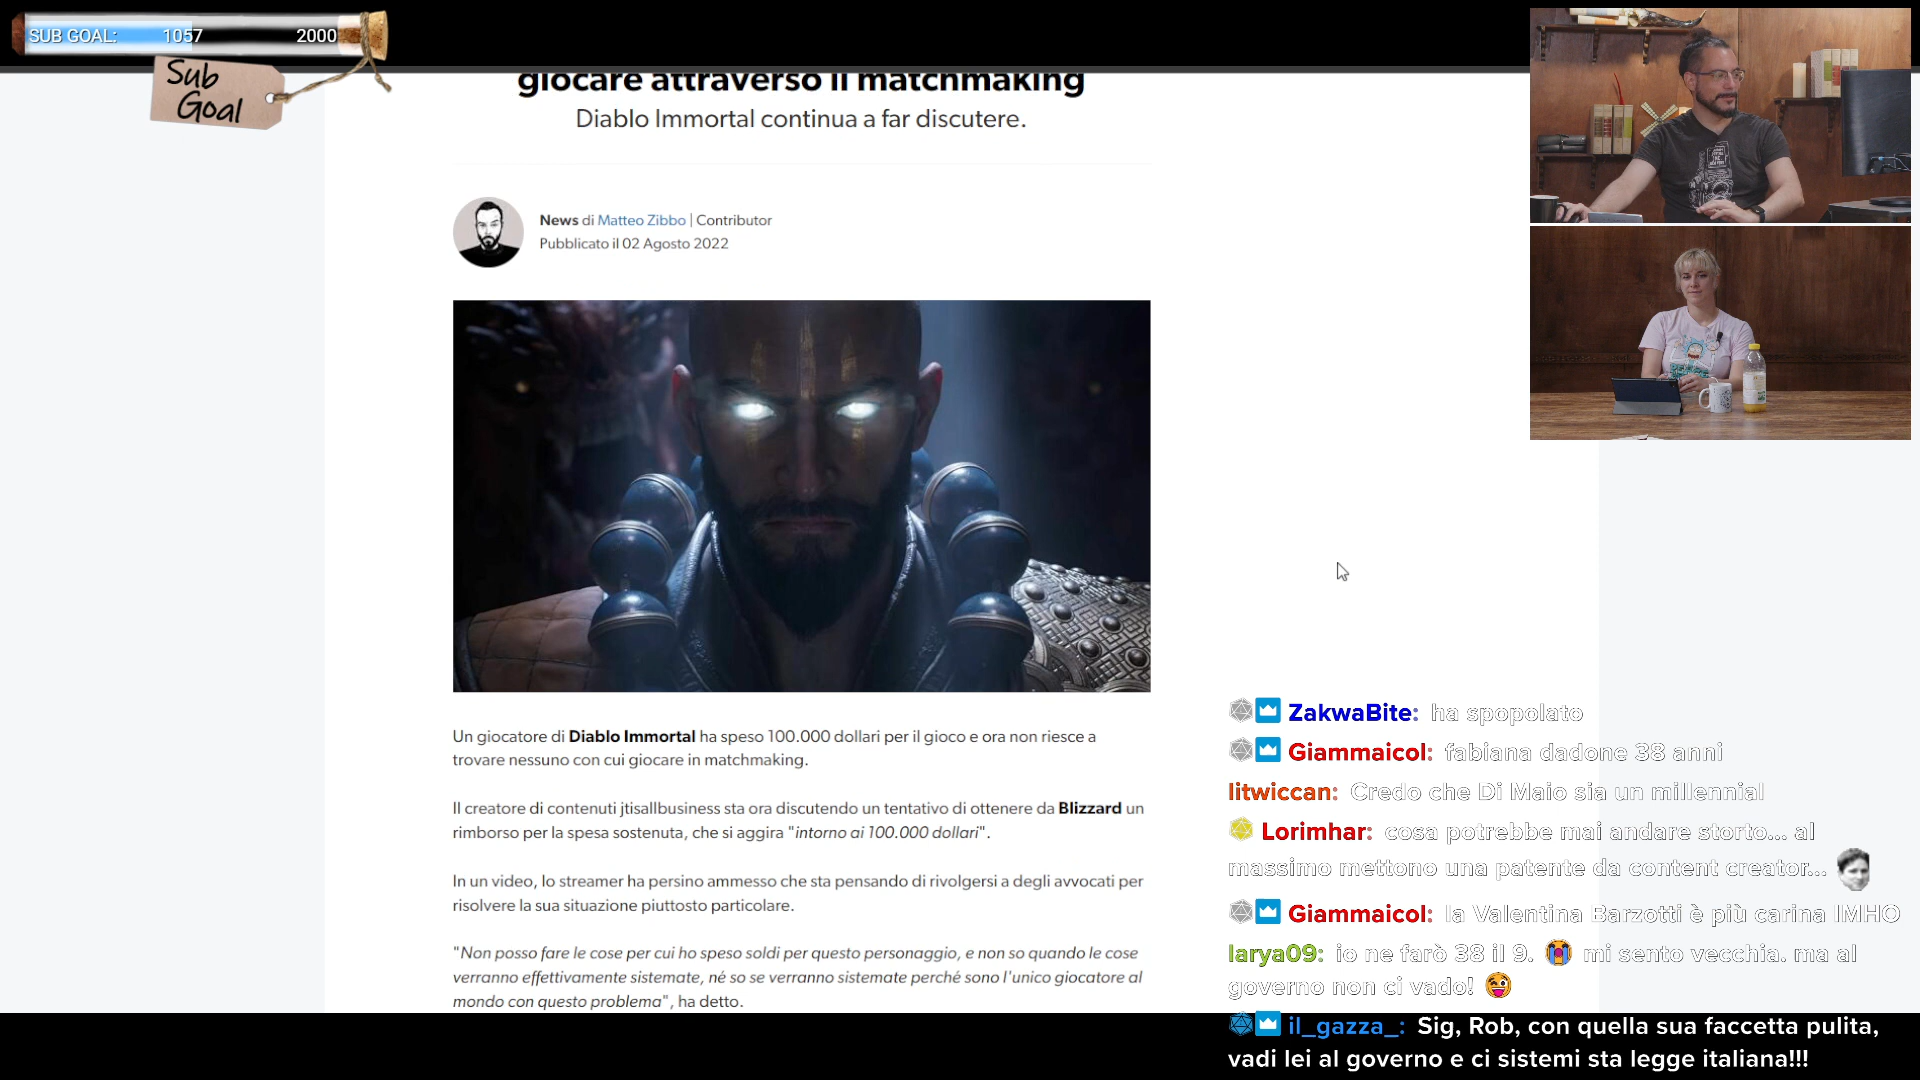 SUB GOAL: 1057 2000
Sub
Goal
giocare attraverso il matchmaking
Diablo Immortal continua a far discutere.
News di Matteo Zibbo | Contributor
Pubblicato il 02 Agosto 2022
Un giocatore di Diablo Immortal ha speso 100.000 dollari per il gioco e ora non riesce a
trovare nessuno con cui giocare in matchmaking.
Il creatore di contenuti jtisallbusiness sta ora discutendo un tentativo di ottenere da Blizzard un
rimborso per la spesa sostenuta, che si aggira "intorno ai 100.000 dollari".
In un video, lo streamer ha persino ammesso che sta pensando di rivolgersi a degli avvocati per
risolvere la sua situazione piuttosto particolare.
"Non posso fare le cose per cui ho speso soldi per questo personaggio, e non so quando le cose
verranno effettivamente sistemate, né so se verranno sistemate perché sono l'unico giocatore al
mondo con questo problema", ha detto.
ZakwaBite: ha spopolato
Giammaicol: fabiana dadone 38 anni
litwiccan: Credo che Di Maio sia un millennial
Lorimhar: cosa potrebbe mai andare storto... al
massimo mettono una patente da content creator...
Giammaicol: la Valentina Barzotti è più carina IMHO
larya09: io ne farò 38 il 9. 😭 mi sento vecchia. ma al
governo non ci vado! 😜
il_gazza_: Sig, Rob, con quella sua faccetta pulita,
vadi lei al governo e ci sistemi sta legge italiana!!!